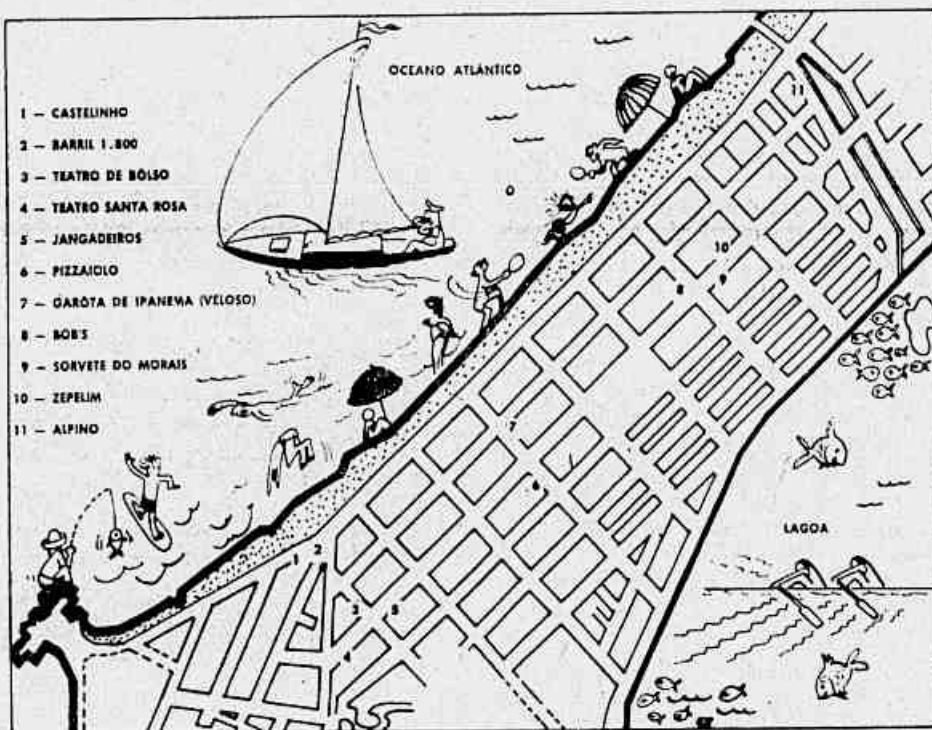 OCEANO ATLÂNTICO
1 — CASTELINHO
2 — BARRIL 1.800
3 — TEATRO DE BÔLSO
4 — TEATRO SANTA ROSA
5 — JANGADEIROS
6 — PIZZAIOLO
7 — GARÔTA DE IPANEMA (VELOSO)
8 — BOB'S
9 — SORVETE DO MORAIS
10 — ZEPELIM
11 — ALPINO
11
10
9
8
7
6
LAGOA
1 2
3 5
4